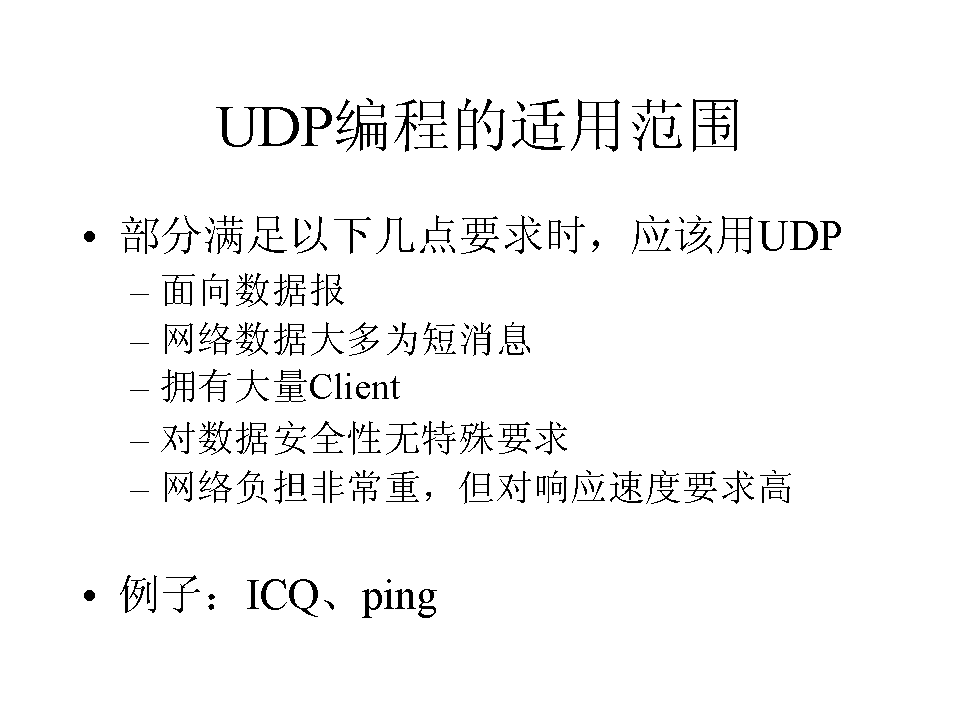 UDP编程的适用范围
• 部分满足以下几点要求时，应该用UDP
– 面向数据报
– 网络数据大多为短消息
– 拥有大量Client
– 对数据安全性无特殊要求
– 网络负担非常重，但对响应速度要求高
• 例子：ICQ、ping